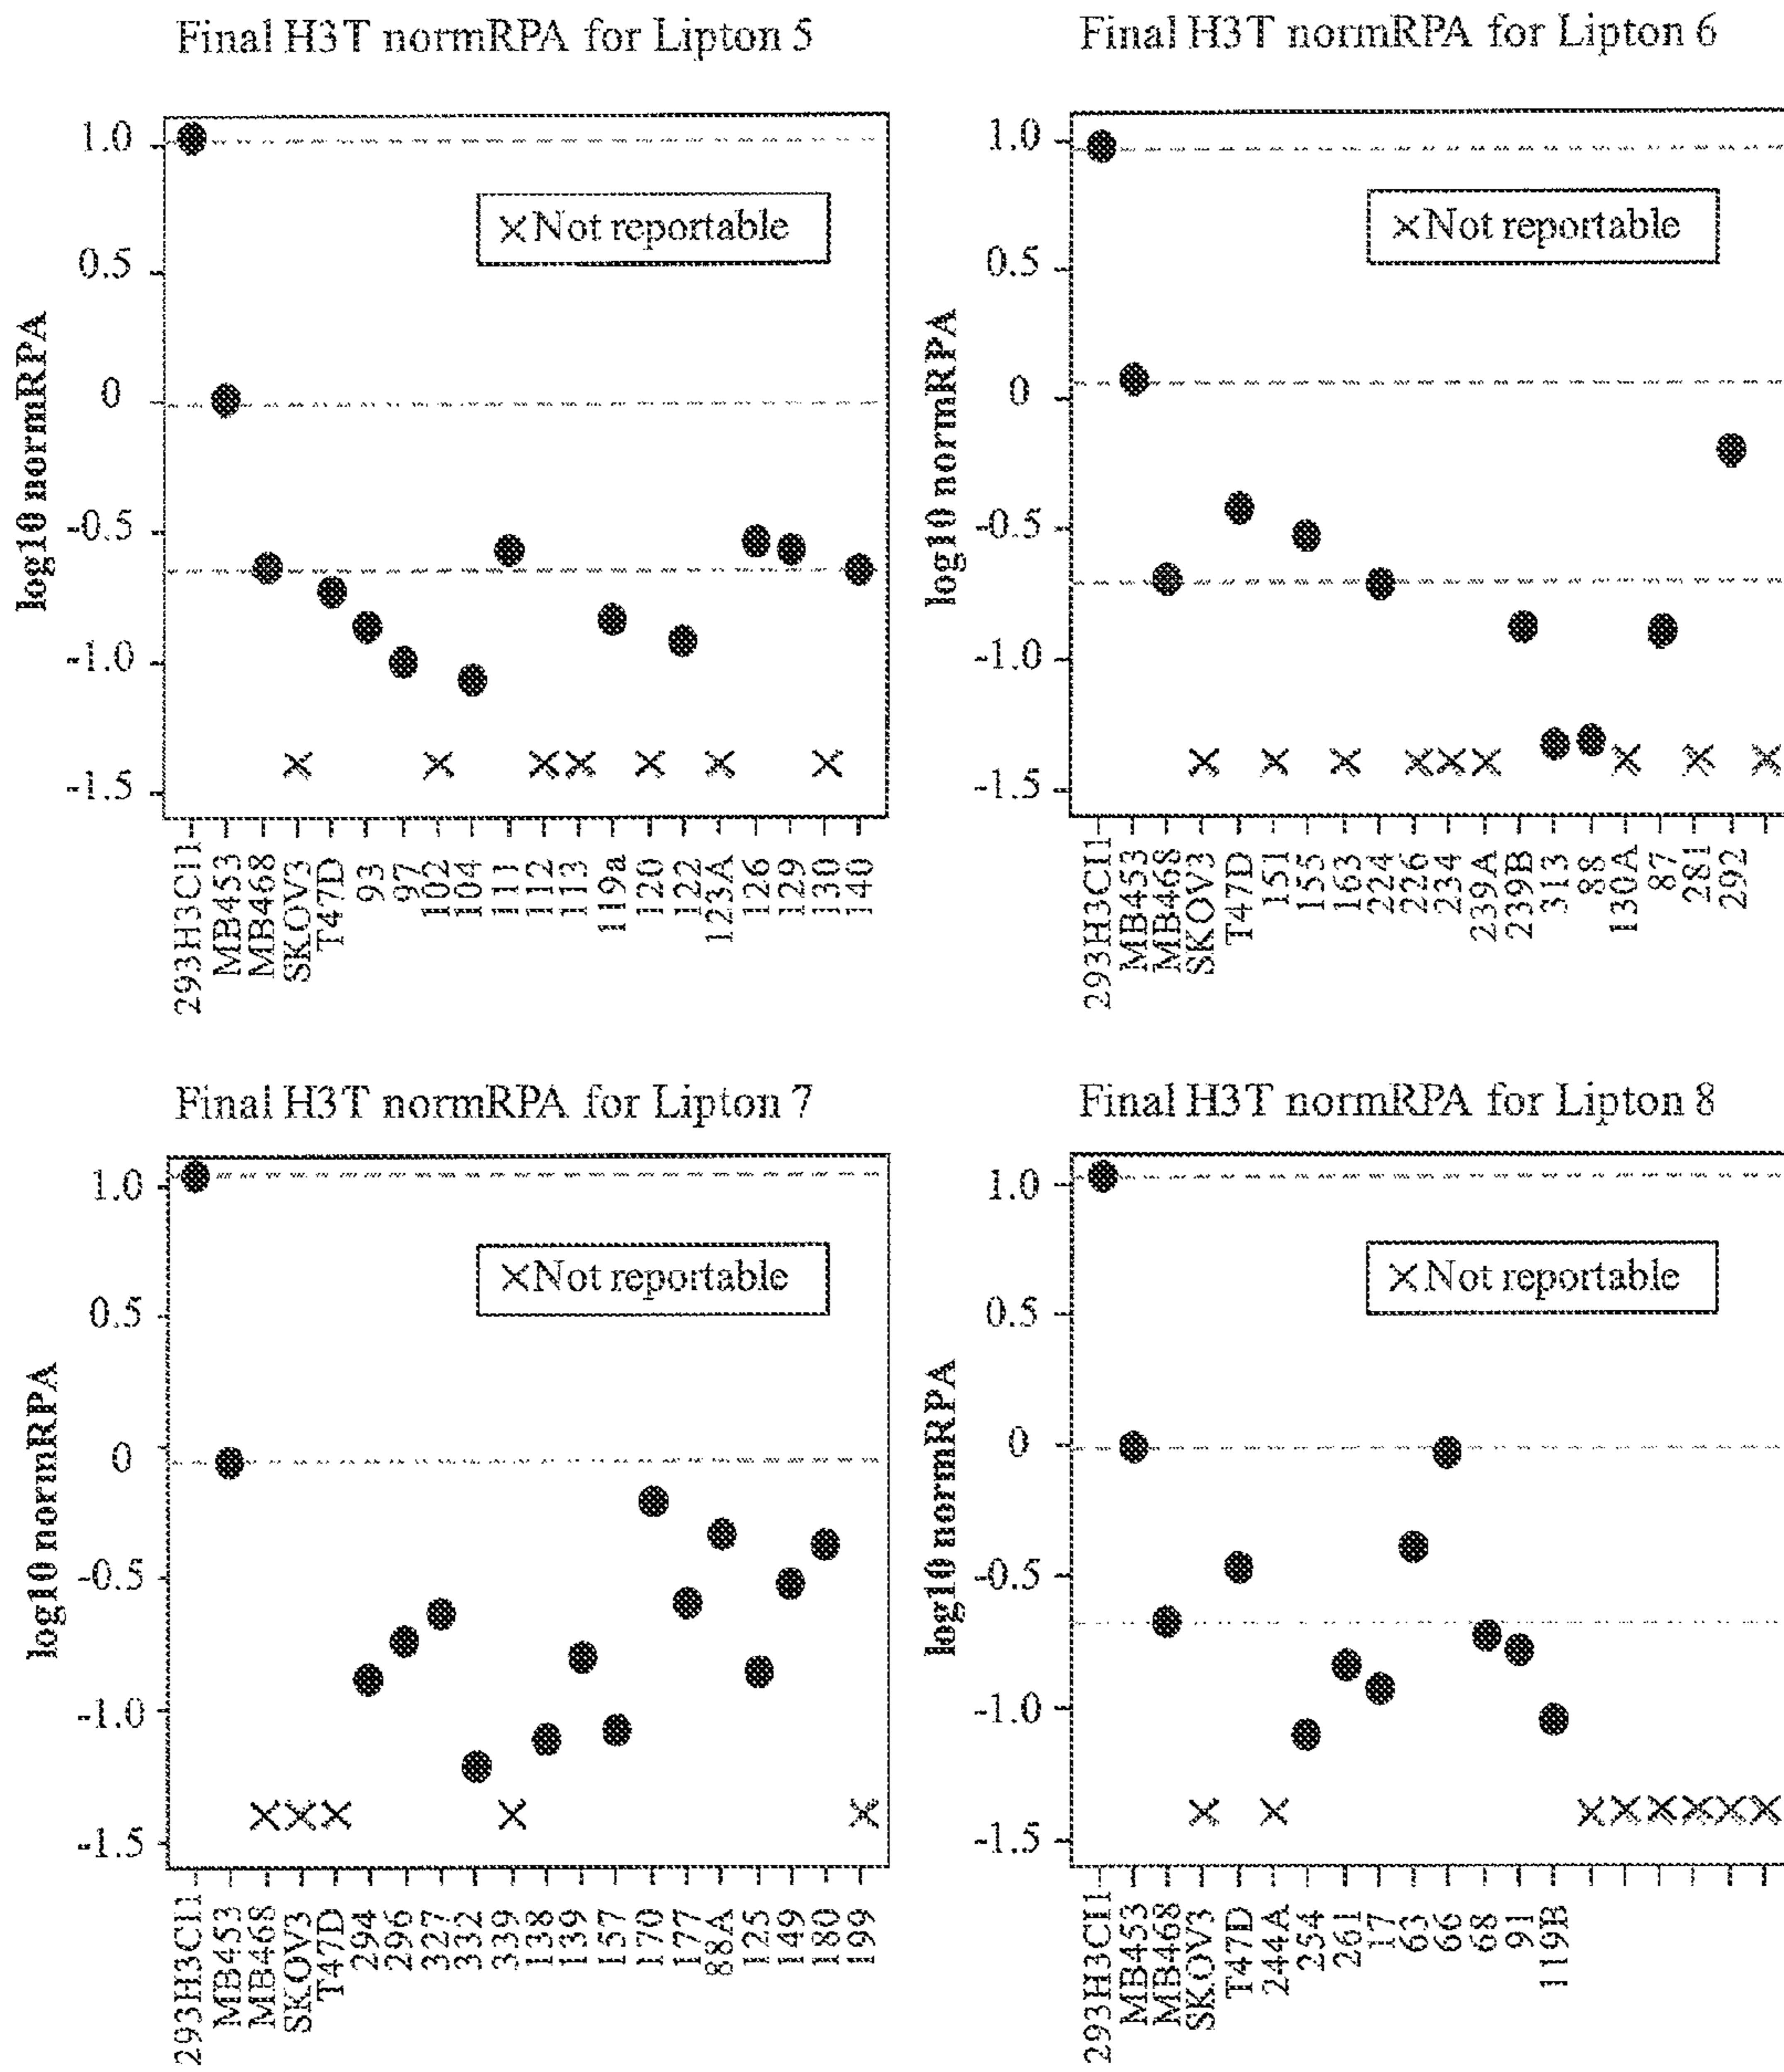 Final H3T normRPA for Lipton 5
log10 normRPA
1.0
0.5
0
-0.5
-1.0
-1.5
×Not reportable
293H3Cl1
MB453
MB468
SKOV3
T47D
93
97
102
104
111
112
113
119a
120
122
123A
126
129
130
140
Final H3T normRPA for Lipton 6
log10 normRPA
1.0
0.5
0
-0.5
-1.0
-1.5
×Not reportable
293H3Cl1
MB453
MB468
SKOV3
T47D
151
155
163
224
226
234
239A
239B
313
88
130A
87
281
292
Final H3T normRPA for Lipton 7
log10 normRPA
1.0
0.5
0
-0.5
-1.0
-1.5
×Not reportable
293H3Cl1
MB453
MB468
SKOV3
T47D
294
296
327
332
339
138
139
157
170
177
88A
125
149
180
199
Final H3T normRPA for Lipton 8
log10 normRPA
1.0
0.5
0
-0.5
-1.0
-1.5
×Not reportable
293H3Cl1
MB453
MB468
SKOV3
T47D
244A
254
261
17
63
66
68
91
119B